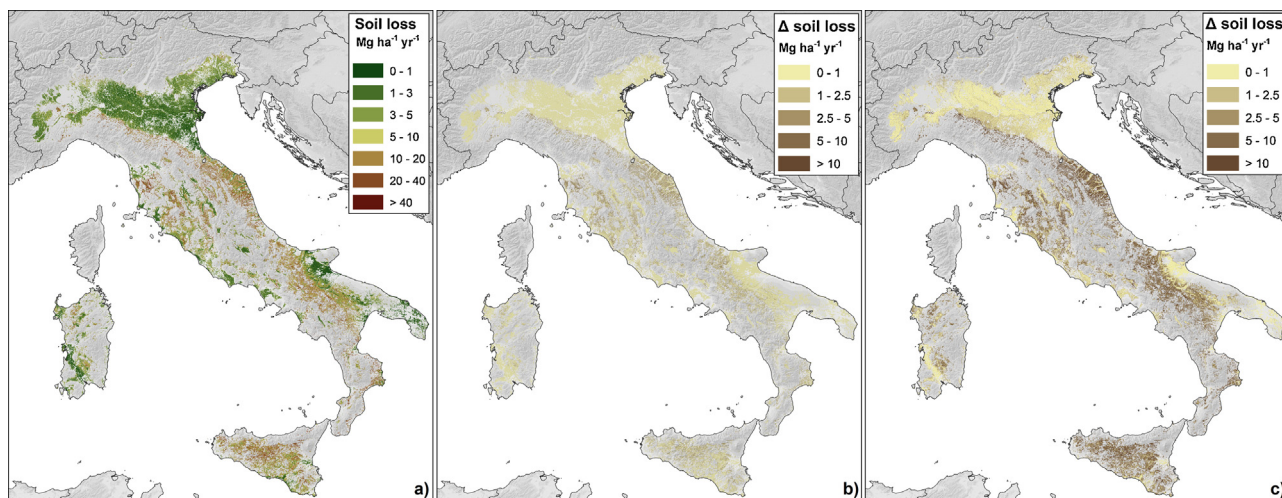 Soil loss
Mg ha⁻¹ yr⁻¹
0 - 1
1 - 3
3 - 5
5 - 10
10 - 20
20 - 40
> 40
a)
Δ soil loss
Mg ha⁻¹ yr⁻¹
0 - 1
1 - 2.5
2.5 - 5
5 - 10
> 10
b)
Δ soil loss
Mg ha⁻¹ yr⁻¹
0 - 1
1 - 2.5
2.5 - 5
5 - 10
> 10
c)